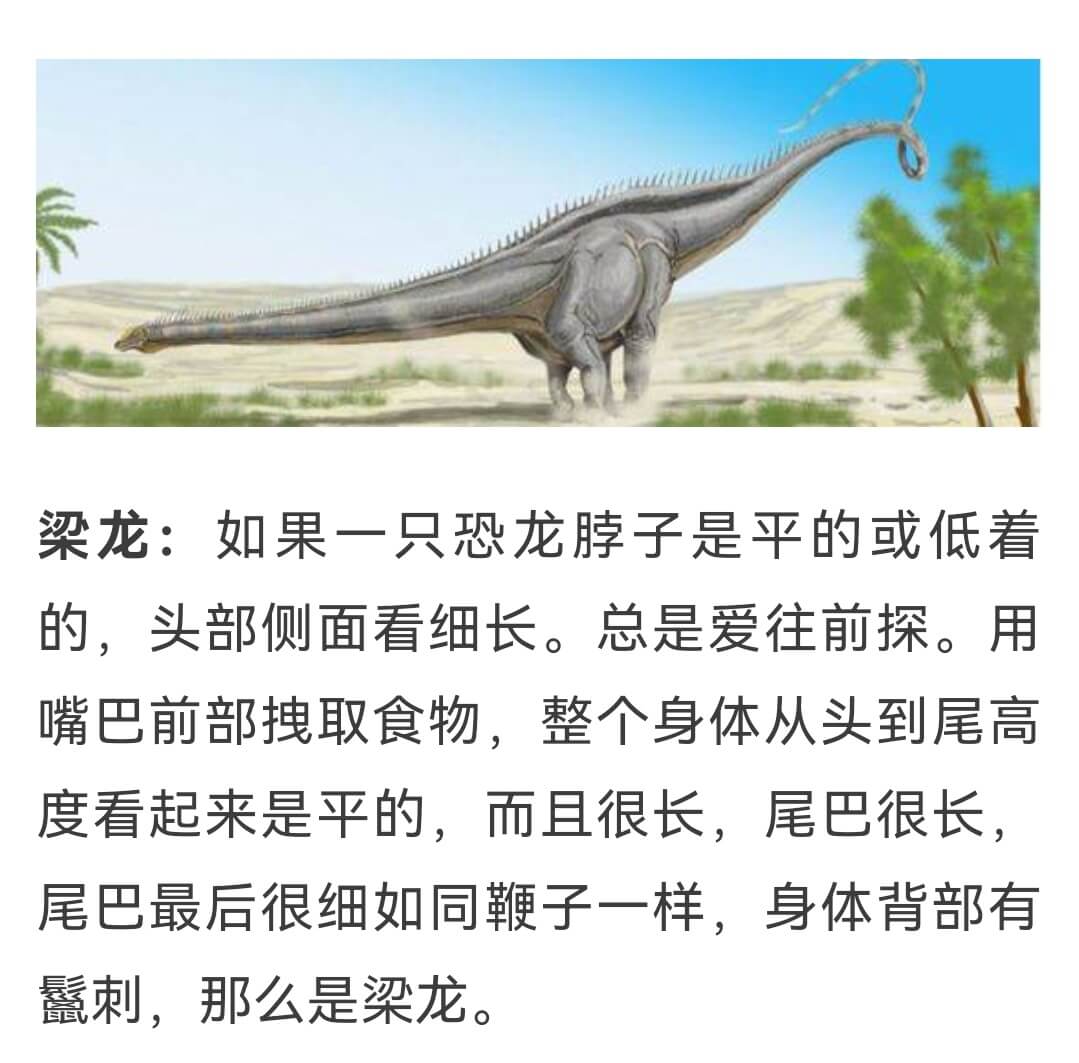 梁龙：如果一只恐龙脖子是平的或低着
的，头部侧面看细长。总是爱往前探。用
嘴巴前部拽取食物，整个身体从头到尾高
度看起来是平的，而且很长，尾巴很长，
尾巴最后很细如同鞭子一样，身体背部有
鬣刺，那么是梁龙。